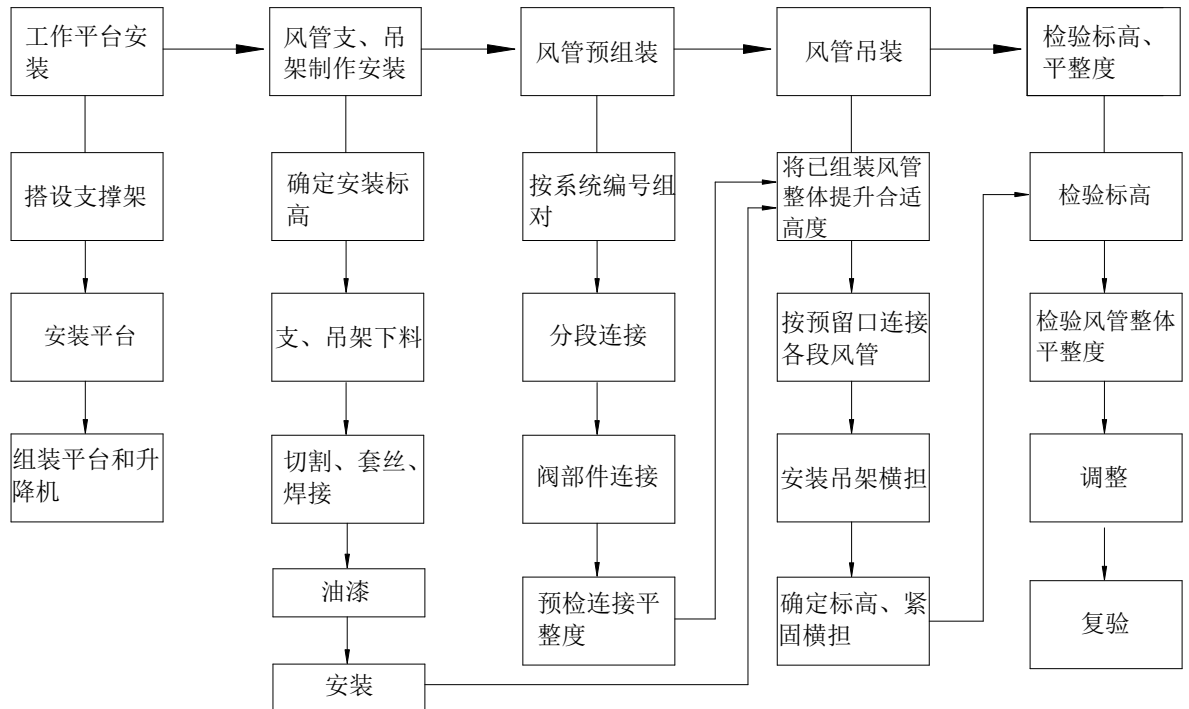 工作平台安
装
风管支、吊
架制作安装
风管预组装
风管吊装
检验标高、
平整度
搭设支撑架
确定安装标
高
按系统编号组
对
将已组装风管
整体提升合适
高度
检验标高
安装平台
支、吊架下料
分段连接
按预留口连接
各段风管
检验风管整体
平整度
组装平台和升
降机
切割、套丝、
焊接
阀部件连接
安装吊架横担
调整
油漆
预检连接平
整度
确定标高、紧
固横担
复验
安装